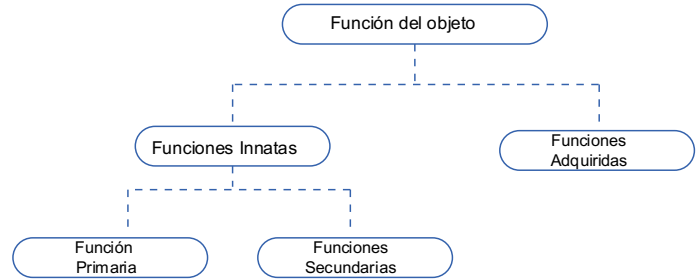 Función del objeto
Funciones Innatas
Funciones
Adquiridas
Función
Primaria
Funciones
Secundarias